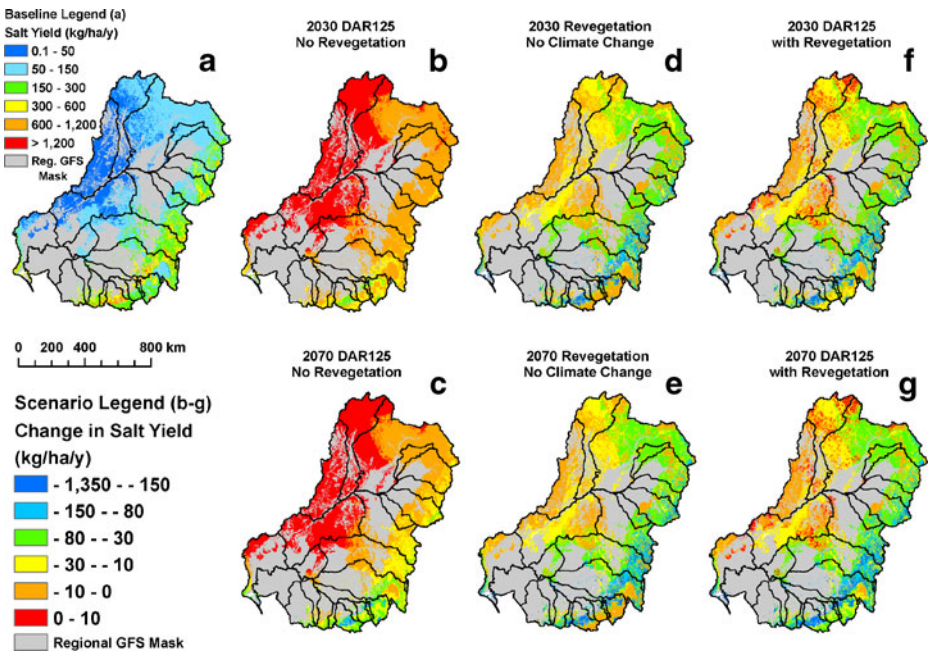 Baseline Legend (a)
Salt Yield (kg/ha/y)
0.1 - 50
50 - 150
150 - 300
300 - 600
600 - 1,200
> 1,200
Reg. GFS
Mask
a
2030 DAR125
No Revegetation
b
2030 Revegetation
No Climate Change
d
2030 DAR125
with Revegetation
f
0 200 400 800 km
Scenario Legend (b-g)
Change in Salt Yield
(kg/ha/y)
- 1,350 - - 150
- 150 - - 80
- 80 - - 30
- 30 - - 10
- 10 - 0
0 - 10
Regional GFS Mask
2070 DAR125
No Revegetation
c
2070 Revegetation
No Climate Change
e
2070 DAR125
with Revegetation
g